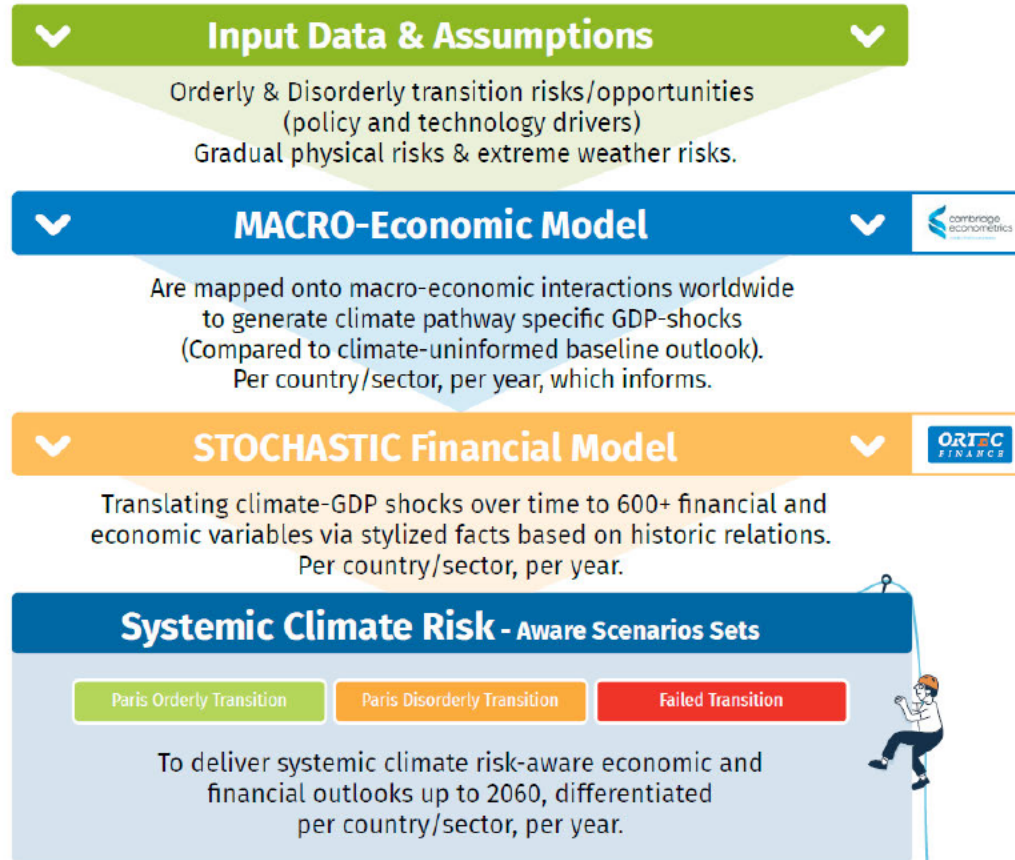 Input Data & Assumptions
Orderly & Disorderly transition risks/opportunities
(policy and technology drivers)
Gradual physical risks & extreme weather risks.
MACRO-Economic Model
cambridge
econometrics
Are mapped onto macro-economic interactions worldwide
to generate climate pathway specific GDP-shocks
(Compared to climate-uninformed baseline outlook).
Per country/sector, per year, which informs.
STOCHASTIC Financial Model
ORTEC
FINANCE
Translating climate-GDP shocks over time to 600+ financial and
economic variables via stylized facts based on historic relations.
Per country/sector, per year.
Systemic Climate Risk - Aware Scenarios Sets
Paris Orderly Transition
Paris Disorderly Transition
Failed Transition
To deliver systemic climate risk-aware economic and
financial outlooks up to 2060, differentiated
per country/sector, per year.